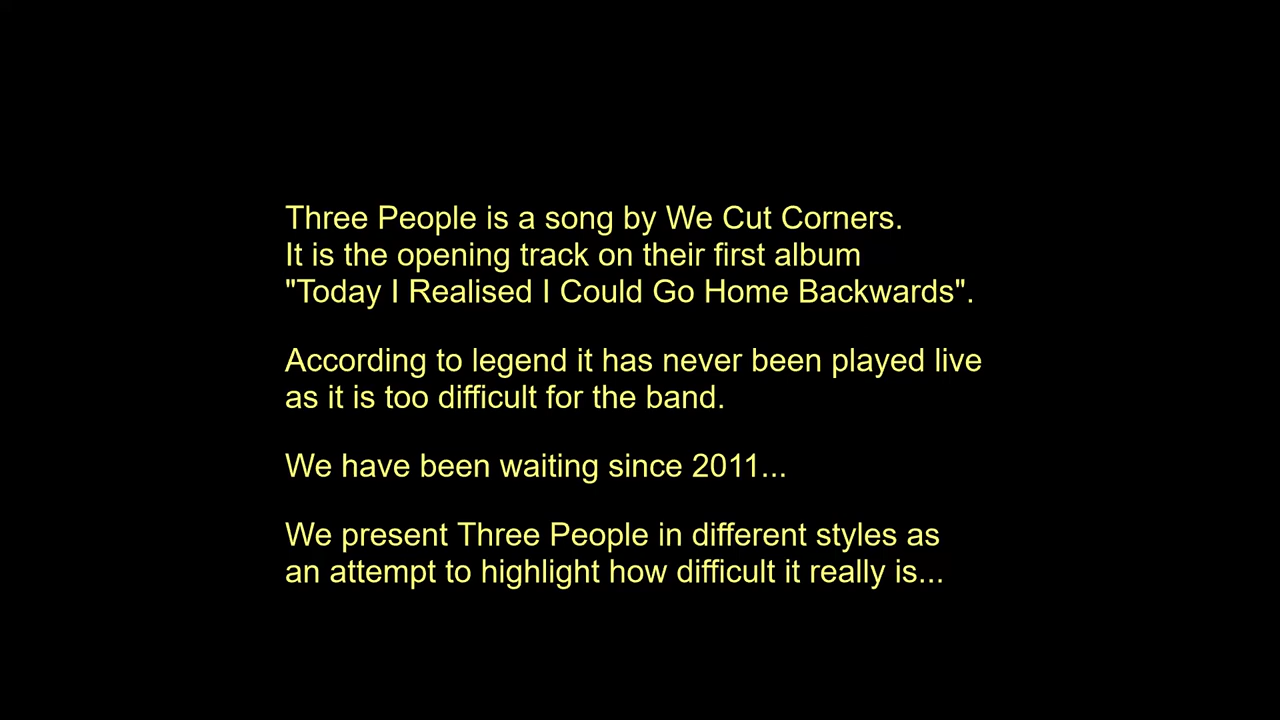 Three People is a song by We Cut Corners.
It is the opening track on their first album
"Today I Realised I Could Go Home Backwards".
According to legend it has never been played live
as it is too difficult for the band.
We have been waiting since 2011...
We present Three People in different styles as
an attempt to highlight how difficult it really is...